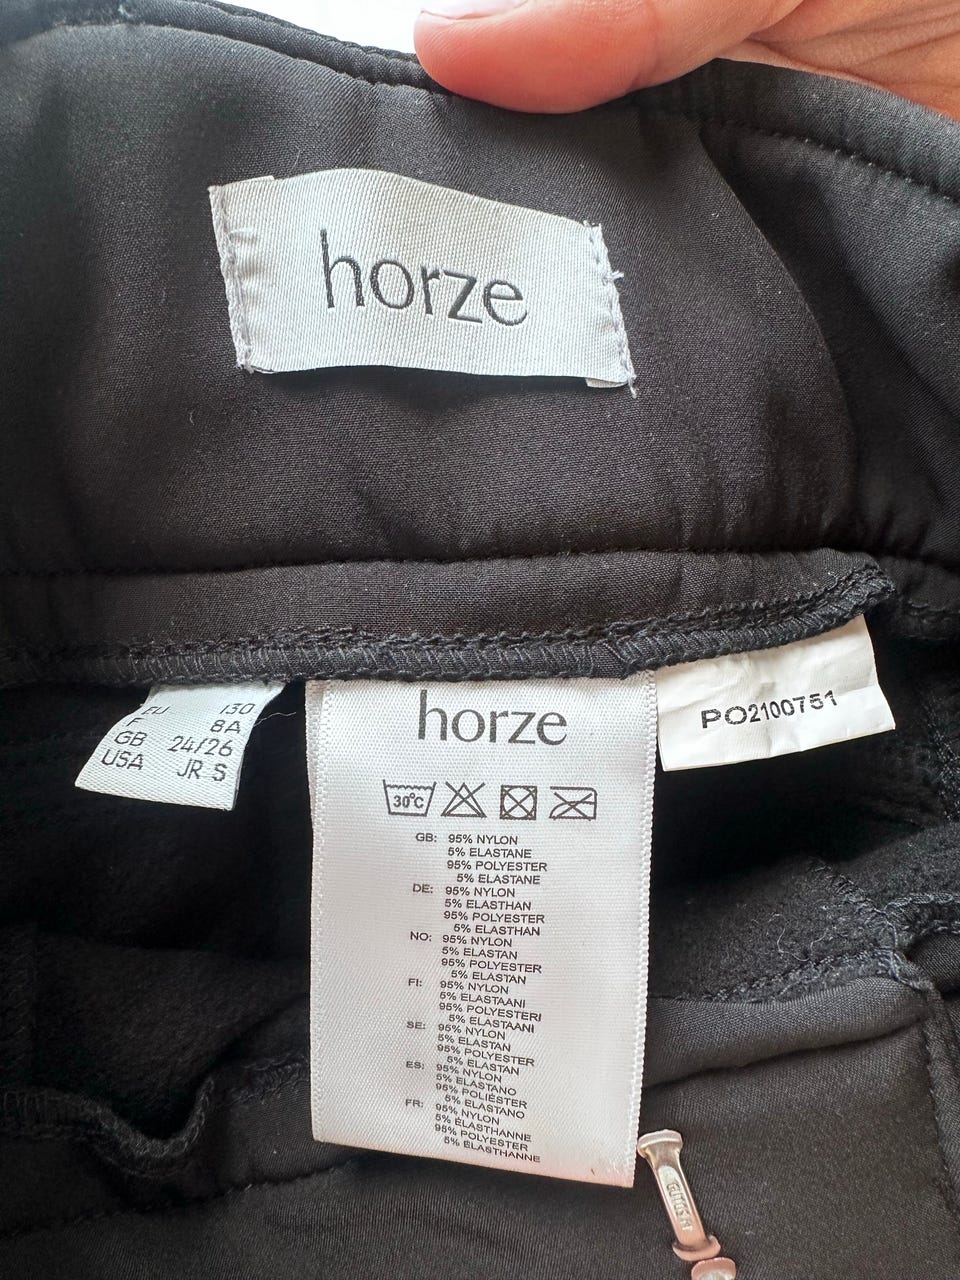 horze
EU 130
F 8A
GB 24/26
USA JR S
horze
30°C
GB: 95% NYLON
5% ELASTANE
95% POLYESTER
5% ELASTANE
DE: 95% NYLON
5% ELASTHAN
95% POLYESTER
5% ELASTHAN
NO: 95% NYLON
5% ELASTAN
95% POLYESTER
5% ELASTAN
FI: 95% NYLON
5% ELASTAANI
95% POLYESTERI
5% ELASTAANI
SE: 95% NYLON
5% ELASTAN
95% POLYESTER
5% ELASTAN
ES: 95% NYLON
5% ELASTANO
95% POLIÉSTER
5% ELASTANO
FR: 95% NYLON
5% ÉLASTHANNE
95% POLYESTER
5% ÉLASTHANNE
PO2100751